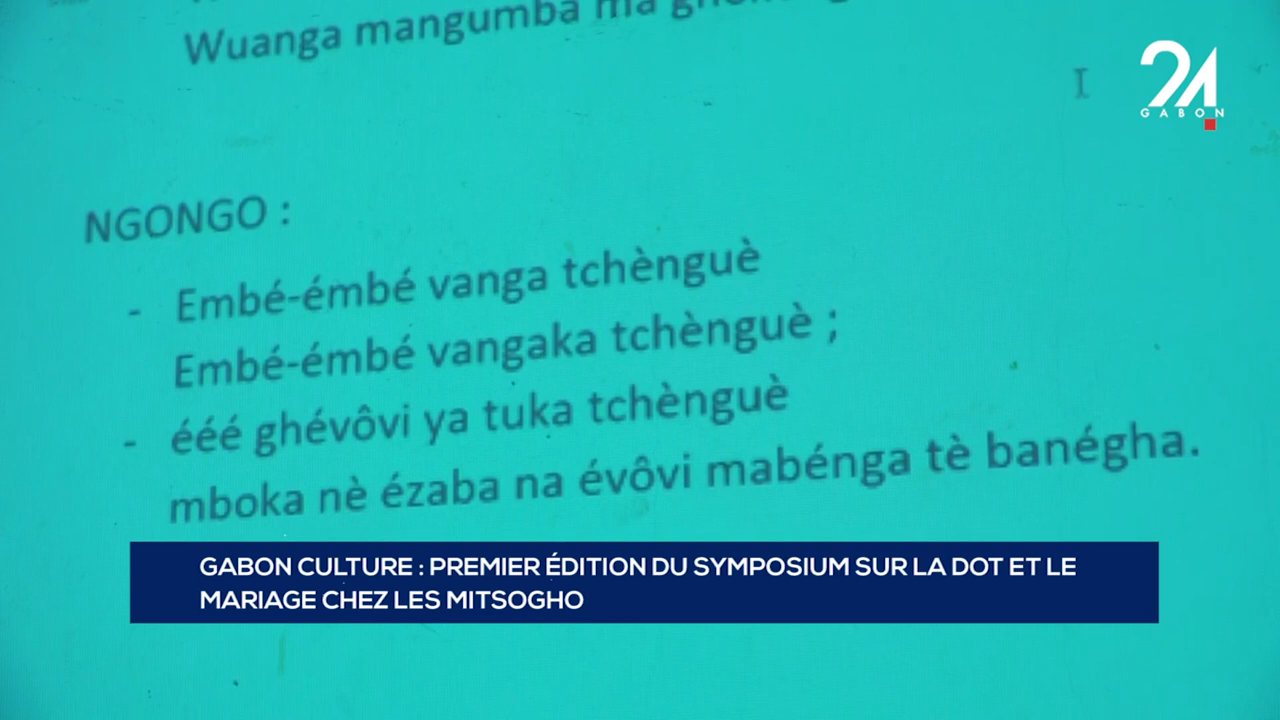 Wuanga mangumba ma
24
GABON
NGONGO :
- Embé-émbé vanga tchènguè
Embé-émbé vangaka tchènguè ;
- ééé ghévôvi ya tuka tchènguè
mboka nè ézaba na évôvi mabénga tè banégha.
GABON CULTURE : PREMIER ÉDITION DU SYMPOSIUM SUR LA DOT ET LE
MARIAGE CHEZ LES MITSOGHO